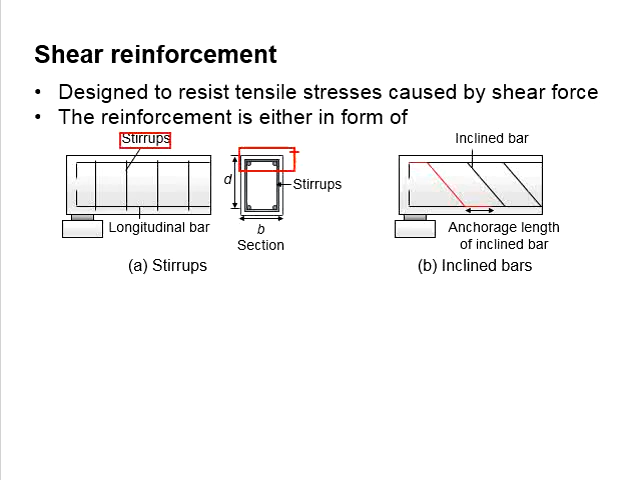 Shear reinforcement
• Designed to resist tensile stresses caused by shear force
• The reinforcement is either in form of
Stirrups
Inclined bar
d
Stirrups
Longitudinal bar
b
Section
Anchorage length
of inclined bar
(a) Stirrups
(b) Inclined bars